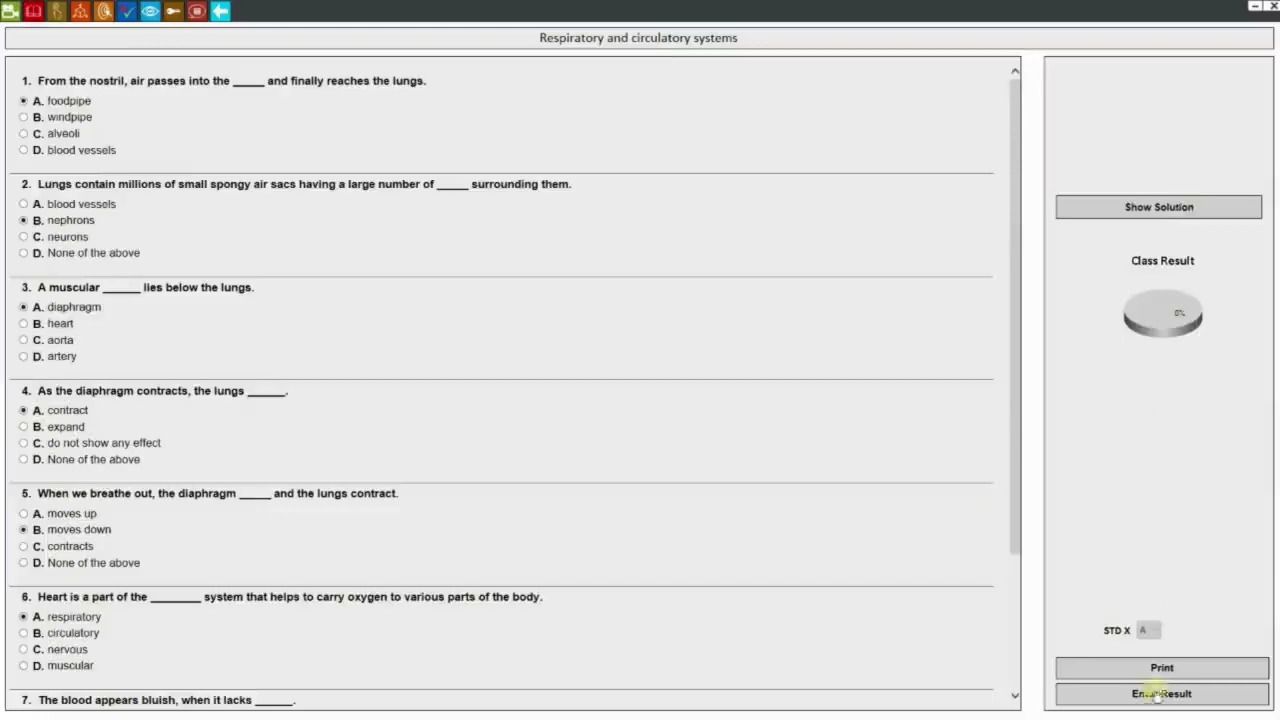 Respiratory and circulatory systems
1. From the nostril, air passes into the _____ and finally reaches the lungs.
A. foodpipe
B. windpipe
C. alveoli
D. blood vessels
2. Lungs contain millions of small spongy air sacs having a large number of _____ surrounding them.
A. blood vessels
B. nephrons
C. neurons
D. None of the above
3. A muscular ______ lies below the lungs.
A. diaphragm
B. heart
C. aorta
D. artery
4. As the diaphragm contracts, the lungs ______.
A. contract
B. expand
C. do not show any effect
D. None of the above
5. When we breathe out, the diaphragm _____ and the lungs contract.
A. moves up
B. moves down
C. contracts
D. None of the above
6. Heart is a part of the ________ system that helps to carry oxygen to various parts of the body.
A. respiratory
B. circulatory
C. nervous
D. muscular
7. The blood appears bluish, when it lacks ______.
Show Solution
Class Result
STD X A
Print
Result